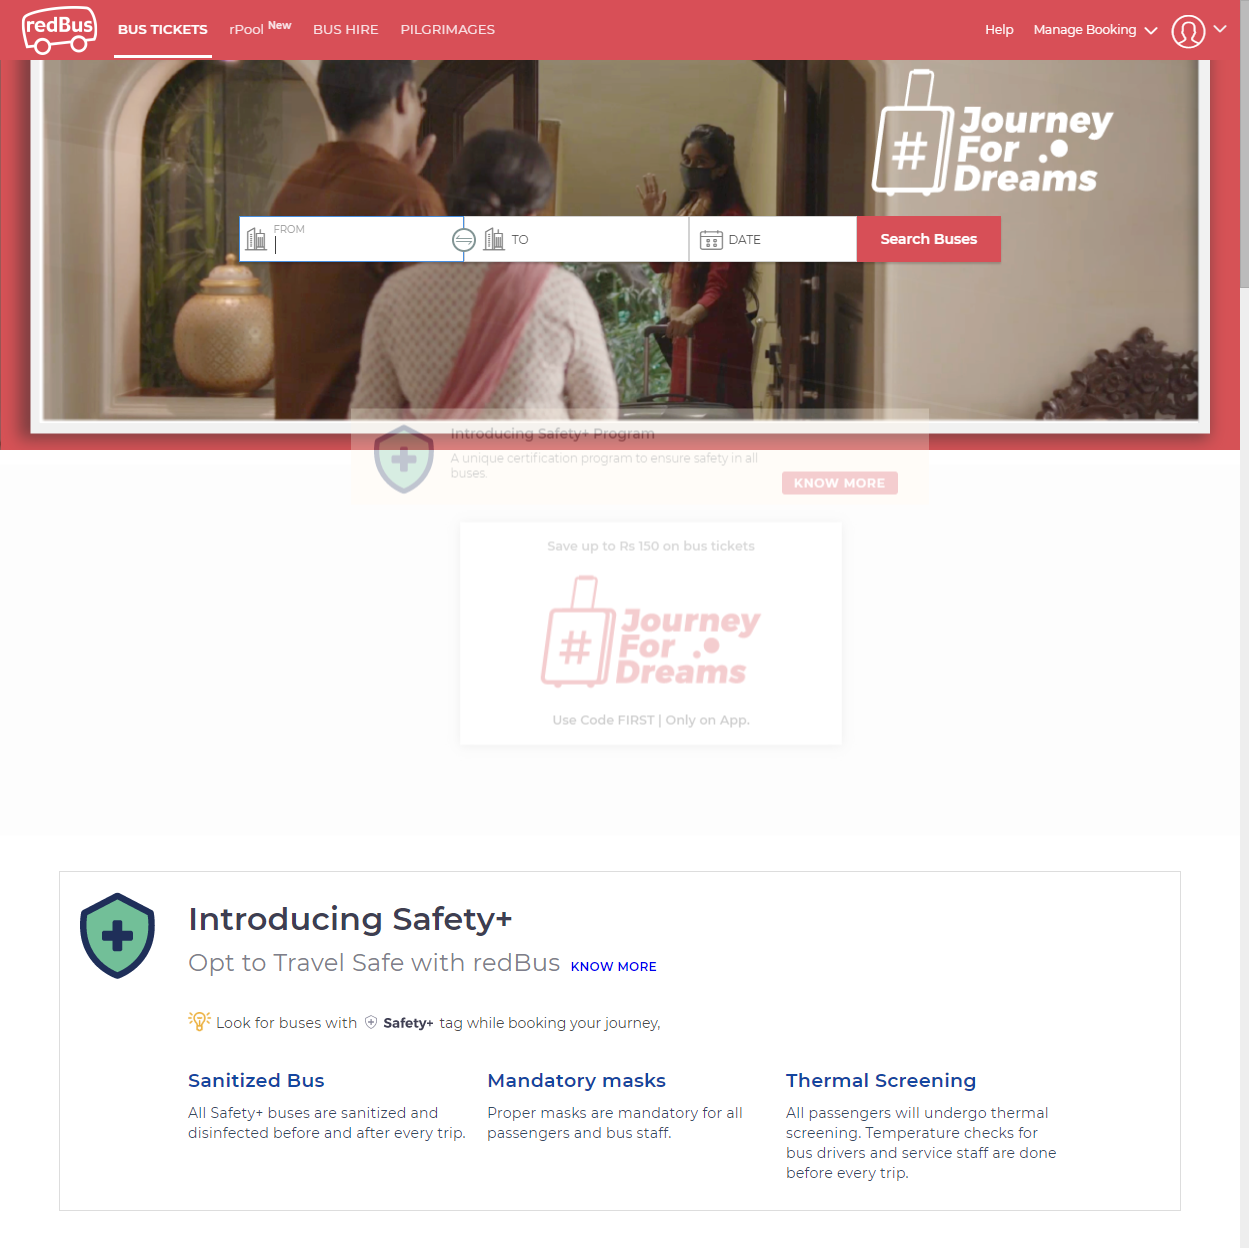 redBus
BUS TICKETS
rPool New
BUS HIRE
PILGRIMAGES
Help
Manage Booking
# Journey
For
Dreams
FROM
TO
DATE
Search Buses
Introducing Safety+ Program
A unique certification program to ensure safety in all
buses.
KNOW MORE
Save up to Rs 150 on bus tickets
# Journey
For
Dreams
Use Code FIRST | Only on App.
Introducing Safety+
Opt to Travel Safe with redBus KNOW MORE
Look for buses with Safety+ tag while booking your journey,
Sanitized Bus
All Safety+ buses are sanitized and
disinfected before and after every trip.
Mandatory masks
Proper masks are mandatory for all
passengers and bus staff.
Thermal Screening
All passengers will undergo thermal
screening. Temperature checks for
bus drivers and service staff are done
before every trip.